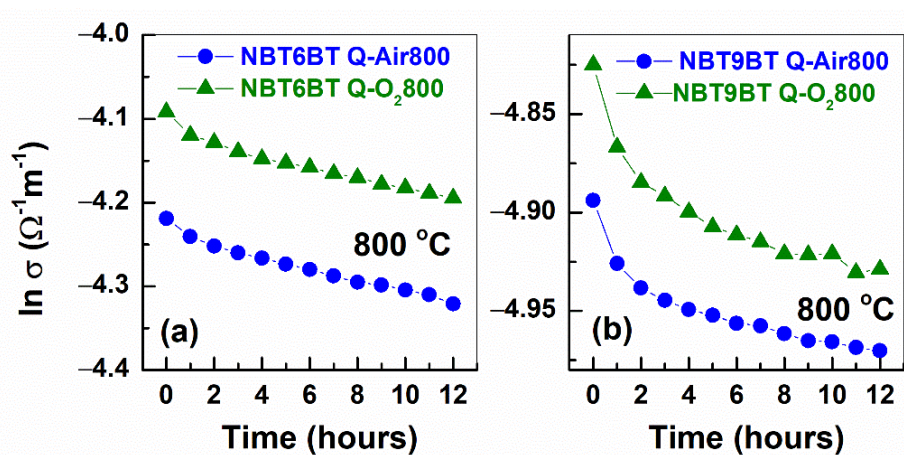 ln σ (Ω⁻¹m⁻¹)
−4.0
−4.1
−4.2
−4.3
−4.4
NBT6BT Q-Air800
NBT6BT Q-O₂800
800 °C
(a)
0 2 4 6 8 10 12
Time (hours)
−4.85
−4.90
−4.95
NBT9BT Q-Air800
NBT9BT Q-O₂800
800 °C
(b)
0 2 4 6 8 10 12
Time (hours)